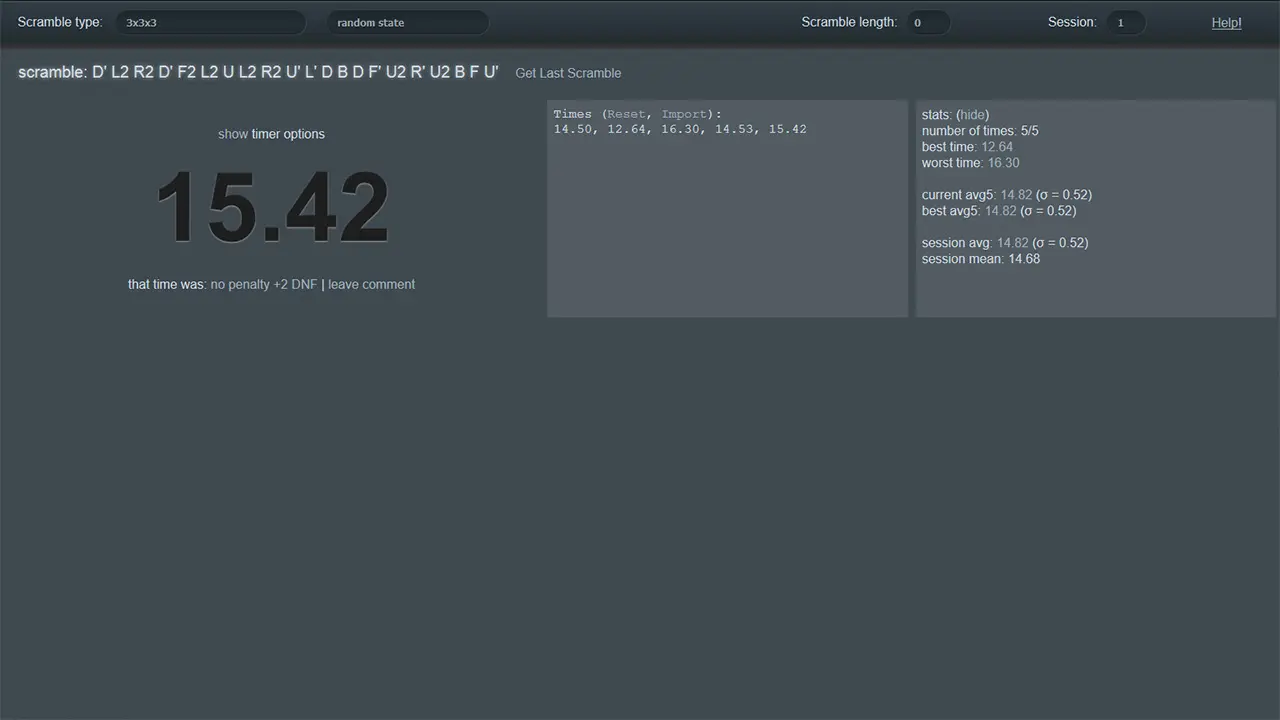 Scramble type: 3x3x3 random state Scramble length: 0 Session: 1 Help!
scramble: D' L2 R2 D' F2 L2 U L2 R2 U' L' D B D F' U2 R' U2 B F U' Get Last Scramble
show timer options
15.42
that time was: no penalty +2 DNF | leave comment
Times (Reset, Import):
14.50, 12.64, 16.30, 14.53, 15.42
stats: (hide)
number of times: 5/5
best time: 12.64
worst time: 16.30
current avg5: 14.82 (σ = 0.52)
best avg5: 14.82 (σ = 0.52)
session avg: 14.82 (σ = 0.52)
session mean: 14.68